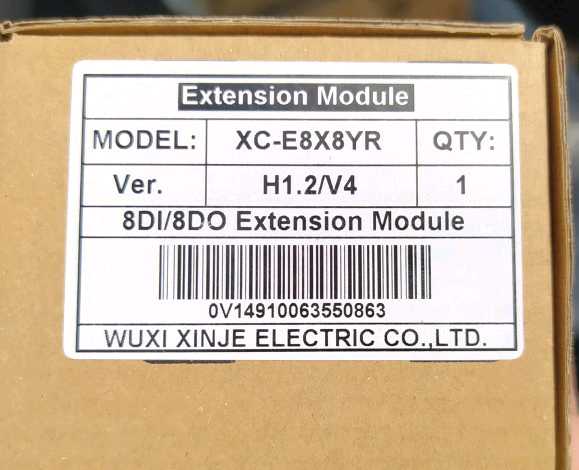 Extension Module
MODEL: XC-E8X8YR QTY:
Ver. H1.2/V4 1
8DI/8DO Extension Module
0V14910063550863
WUXI XINJE ELECTRIC CO.,LTD.